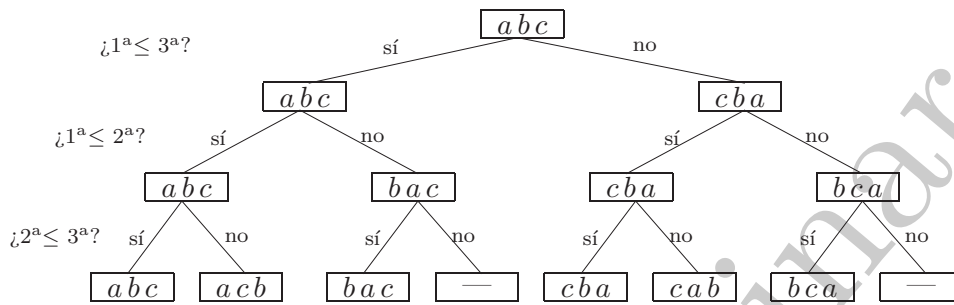 a b c
¿1ª ≤ 3ª?
sí
no
a b c
c b a
¿1ª ≤ 2ª?
sí
no
sí
no
a b c
b a c
c b a
b c a
¿2ª ≤ 3ª?
sí
no
sí
no
sí
no
sí
no
a b c
a c b
b a c
—
c b a
c a b
b c a
—
inar